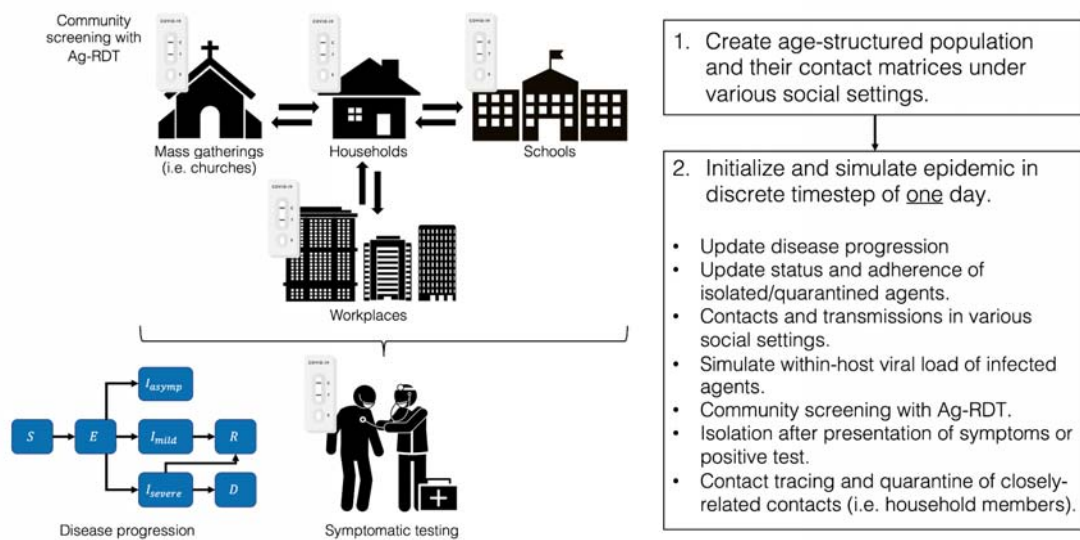 Community
screening with
Ag-RDT
Mass gatherings
(i.e. churches)
Households
Schools
Workplaces
S
E
I_asymp
I_mild
I_severe
R
D
Disease progression
Symptomatic testing
1. Create age-structured population
and their contact matrices under
various social settings.
2. Initialize and simulate epidemic in
discrete timestep of one day.
• Update disease progression
• Update status and adherence of
isolated/quarantined agents.
• Contacts and transmissions in various
social settings.
• Simulate within-host viral load of infected
agents.
• Community screening with Ag-RDT.
• Isolation after presentation of symptoms or
positive test.
• Contact tracing and quarantine of closely-
related contacts (i.e. household members).